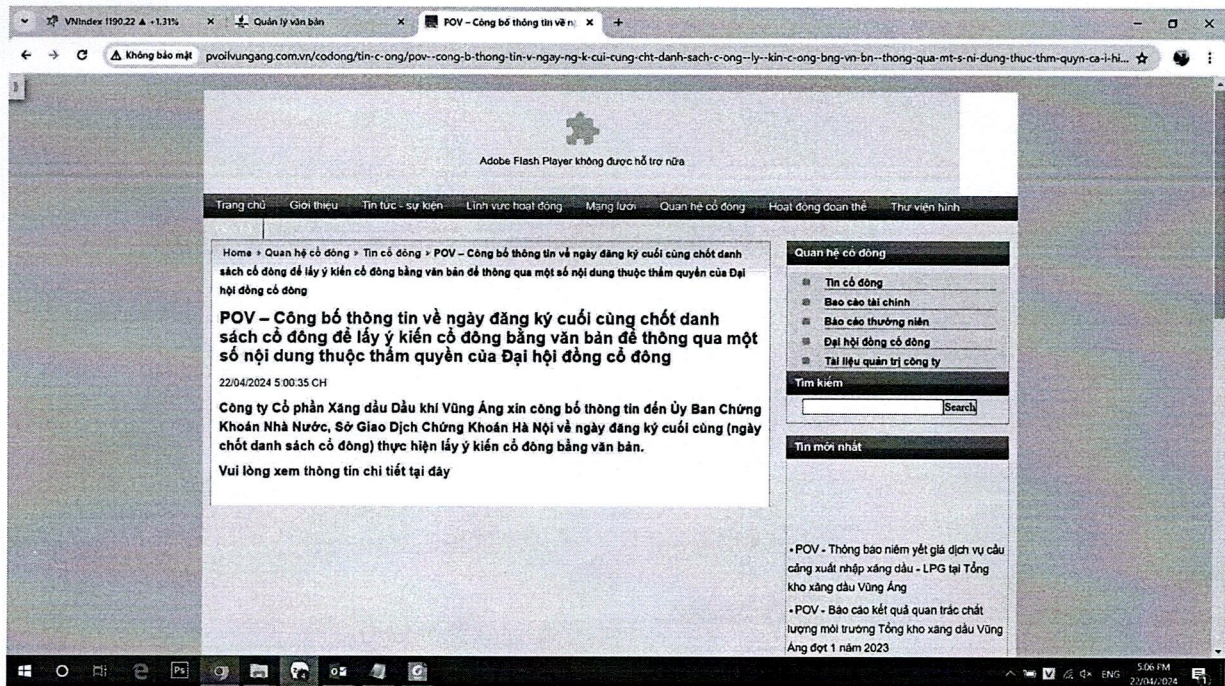 VNIndex 1190.22 ▲ +1.31%
Quản lý văn bản
POV – Công bố thông tin về n
Không bảo mật
pvoilvungang.com.vn/codong/tin-c-ong/pov--cong-b-thong-tin-v-ngay-ng-k-cui-cung-cht-danh-sach-c-ong--ly--kin-c-ong-bng-vn-bn--thong-qua-mt-s-ni-dung-thuc-thm-quyn-ca-i-hi...
Adobe Flash Player không được hỗ trợ nữa
Trang chủ Giới thiệu Tin tức - sự kiện Lĩnh vực hoạt động Mạng lưới Quan hệ cổ đông Hoạt động đoàn thể Thư viện hình
Home » Quan hệ cổ đông » Tin cổ đông » POV – Công bố thông tin về ngày đăng ký cuối cùng chốt danh
sách cổ đông để lấy ý kiến cổ đông bằng văn bản để thông qua một số nội dung thuộc thẩm quyền của Đại
hội đồng cổ đông
POV – Công bố thông tin về ngày đăng ký cuối cùng chốt danh
sách cổ đông để lấy ý kiến cổ đông bằng văn bản để thông qua một
số nội dung thuộc thẩm quyền của Đại hội đồng cổ đông
22/04/2024 5:00:35 CH
Công ty Cổ phần Xăng dầu Dầu khí Vũng Áng xin công bố thông tin đến Ủy Ban Chứng
Khoán Nhà Nước, Sở Giao Dịch Chứng Khoán Hà Nội về ngày đăng ký cuối cùng (ngày
chốt danh sách cổ đông) thực hiện lấy ý kiến cổ đông bằng văn bản.
Vui lòng xem thông tin chi tiết tại đây
Quan hệ cổ đông
Tin cổ đông
Báo cáo tài chính
Báo cáo thường niên
Đại hội đồng cổ đông
Tài liệu quản trị công ty
Tìm kiếm
Search
Tin mới nhất
• POV - Thông báo niêm yết giá dịch vụ cầu
cảng xuất nhập xăng dầu - LPG tại Tổng
kho xăng dầu Vũng Áng
• POV - Báo cáo kết quả quan trắc chất
lượng môi trường Tổng kho xăng dầu Vũng
Áng đợt 1 năm 2023
Ps
ENG
5:06 PM
22/04/2024